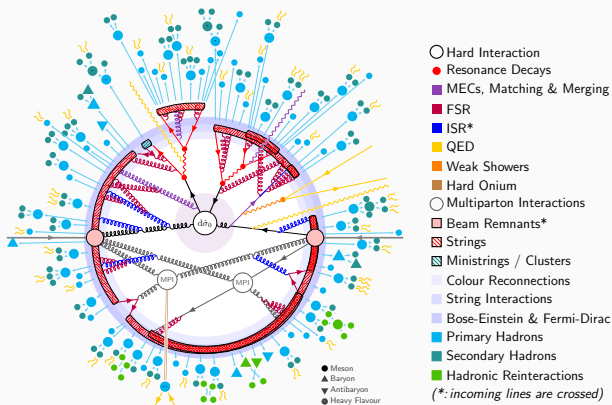 dσ̂₀
MPI
MPI
Meson
Baryon
Antibaryon
Heavy Flavour
Hard Interaction
Resonance Decays
MECs, Matching & Merging
FSR
ISR*
QED
Weak Showers
Hard Onium
Multiparton Interactions
Beam Remnants*
Strings
Ministrings / Clusters
Colour Reconnections
String Interactions
Bose-Einstein & Fermi-Dirac
Primary Hadrons
Secondary Hadrons
Hadronic Reinteractions
(*: incoming lines are crossed)